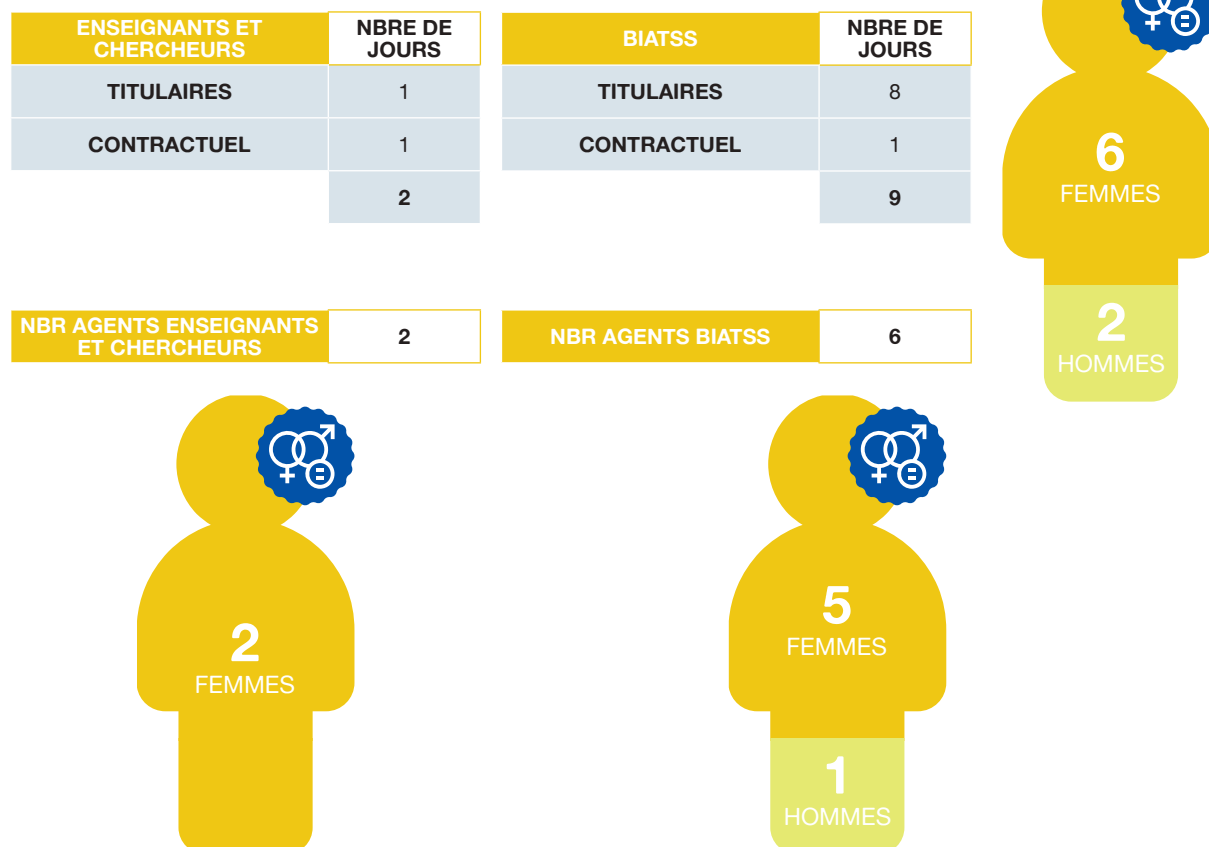 ENSEIGNANTS ET
CHERCHEURS
NBRE DE
JOURS
TITULAIRES 1
CONTRACTUEL 1
2
BIATSS
NBRE DE
JOURS
TITULAIRES 8
CONTRACTUEL 1
9
6
FEMMES
2
HOMMES
NBR AGENTS ENSEIGNANTS
ET CHERCHEURS
2
NBR AGENTS BIATSS 6
2
FEMMES
5
FEMMES
1
HOMMES